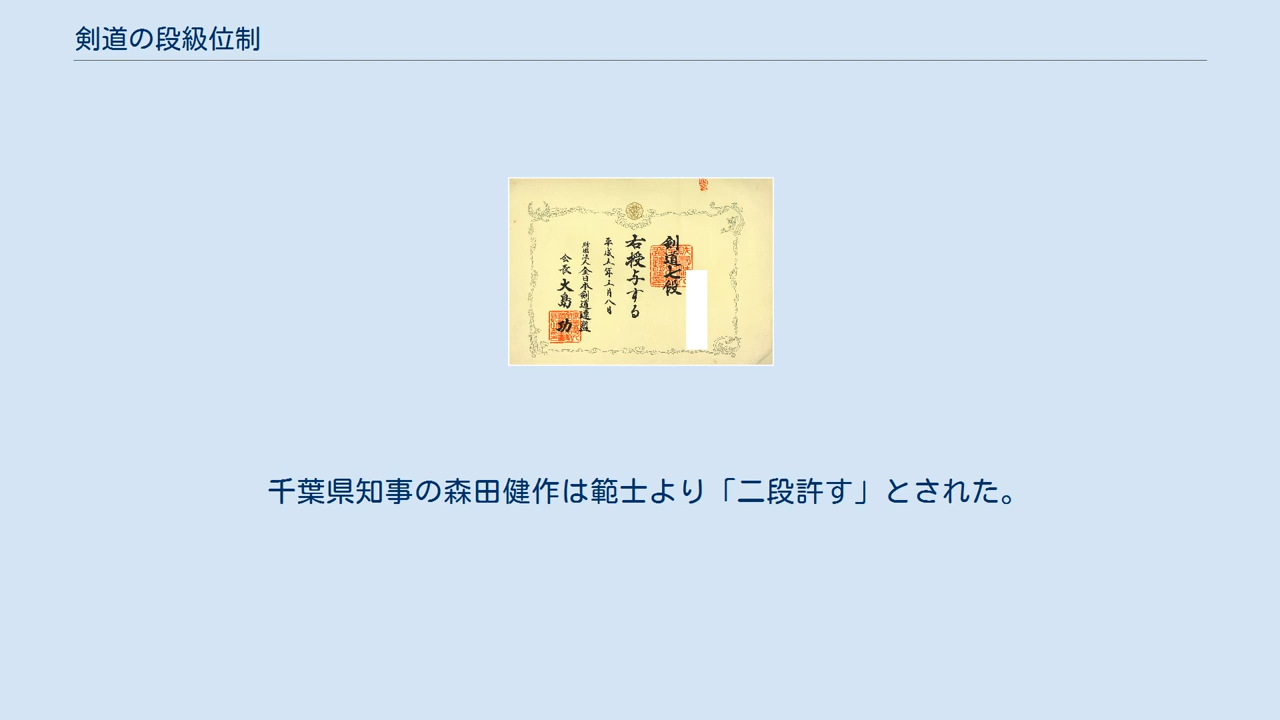 剣道の段級位制
剣道七段
右授与する
平成五年五月八日
財団法人全日本剣道連盟
会長 大島 功
千葉県知事の森田健作は範士より「二段許す」とされた。